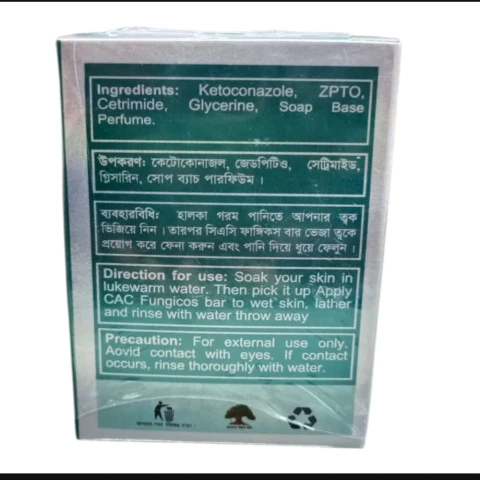 Ingredients: Ketoconazole, ZPTO,
Cetrimide, Glycerine, Soap Base
Perfume.
উপকরণ: কেটোকোনাজল, জেডপিটিও, সেট্রিমাইড,
গ্লিসারিন, সোপ ব্যাচ পারফিউম ।
ব্যবহারবিধি: হালকা গরম পানিতে আপনার ত্বক
ভিজিয়ে নিন । তারপর সিএসি ফাঙ্গিকস বার ভেজা ত্বকে
প্রয়োগ করে ফেনা করুন এবং পানি দিয়ে ধুয়ে ফেলুন ।
Direction for use: Soak your skin in
lukewarm water. Then pick it up Apply
CAC Fungicos bar to wet skin, lather
and rinse with water throw away
Precaution: For external use only.
Aovid contact with eyes. If contact
occurs, rinse thoroughly with water.